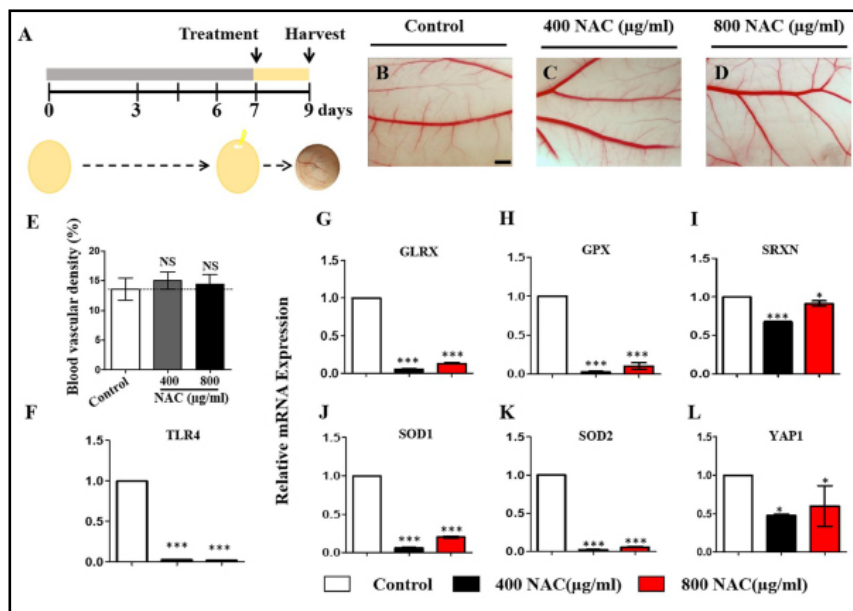 A
Treatment
Harvest
0 3 6 7 9 days
Control
400 NAC (µg/ml)
800 NAC (µg/ml)
B
C
D
E
Blood vascular density (%)
20
15
10
5
0
NS
NS
Control
400
800
NAC (µg/ml)
F
TLR4
1.5
1.0
0.5
0.0
***
***
Relative mRNA Expression
G
GLRX
1.5
1.0
0.5
0.0
***
***
H
GPX
1.5
1.0
0.5
0.0
***
***
I
SRXN
1.5
1.0
0.5
0.0
***
*
J
SOD1
1.5
1.0
0.5
0.0
***
***
K
SOD2
1.5
1.0
0.5
0.0
***
***
L
YAP1
1.5
1.0
0.5
0.0
*
*
Control
400 NAC(µg/ml)
800 NAC(µg/ml)